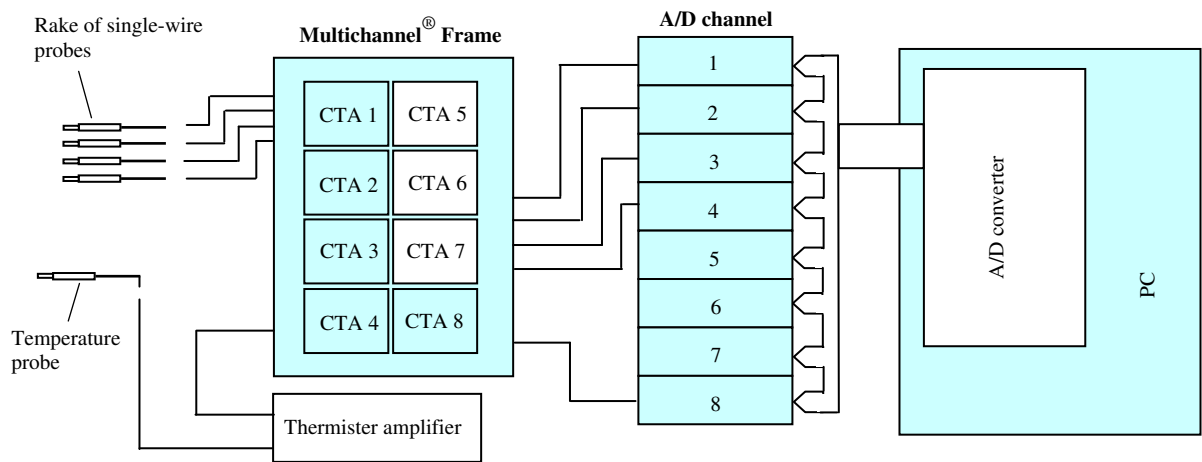 Rake of single-wire
probes
Multichannel® Frame
A/D channel
CTA 1
CTA 5
CTA 2
CTA 6
CTA 3
CTA 7
CTA 4
CTA 8
1
2
3
4
5
6
7
8
A/D converter
PC
Temperature
probe
Thermister amplifier